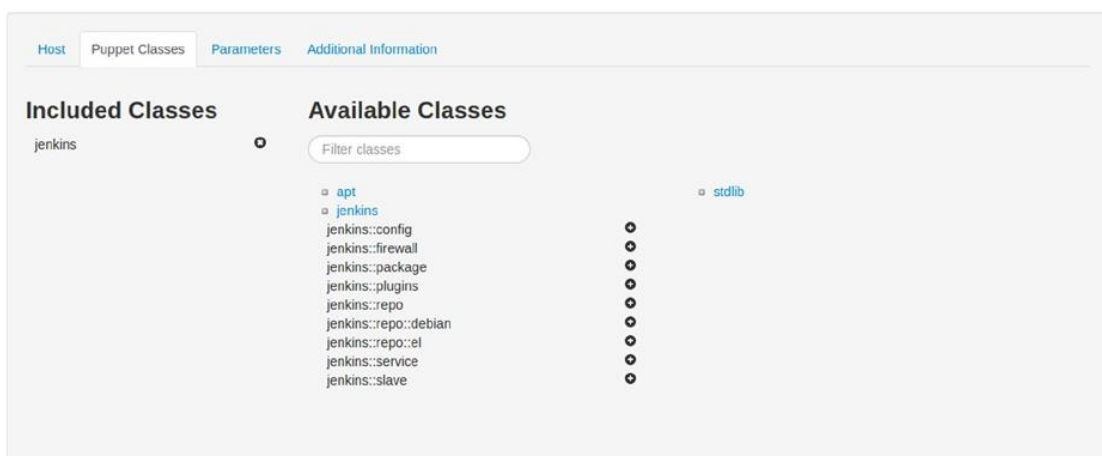 Host Puppet Classes Parameters Additional Information
Included Classes
jenkins
Available Classes
Filter classes
apt
jenkins
jenkins::config
jenkins::firewall
jenkins::package
jenkins::plugins
jenkins::repo
jenkins::repo::debian
jenkins::repo::el
jenkins::service
jenkins::slave
stdlib